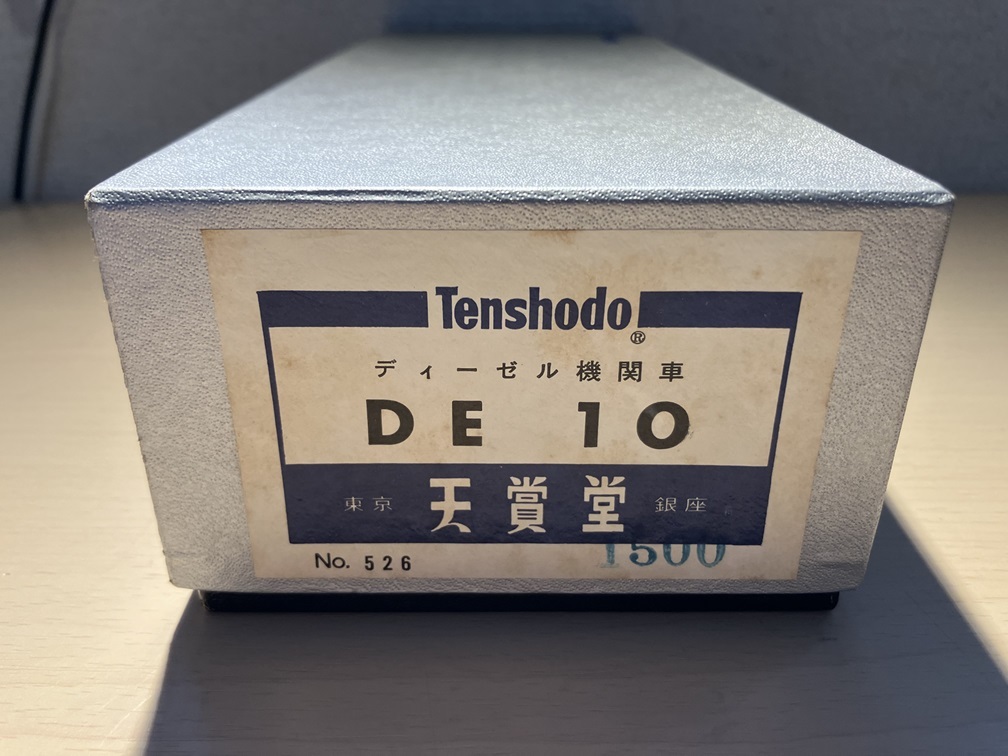 Tenshodo®
ディーゼル機関車
DE 10
東京 天賞堂 銀座
No. 526 1500